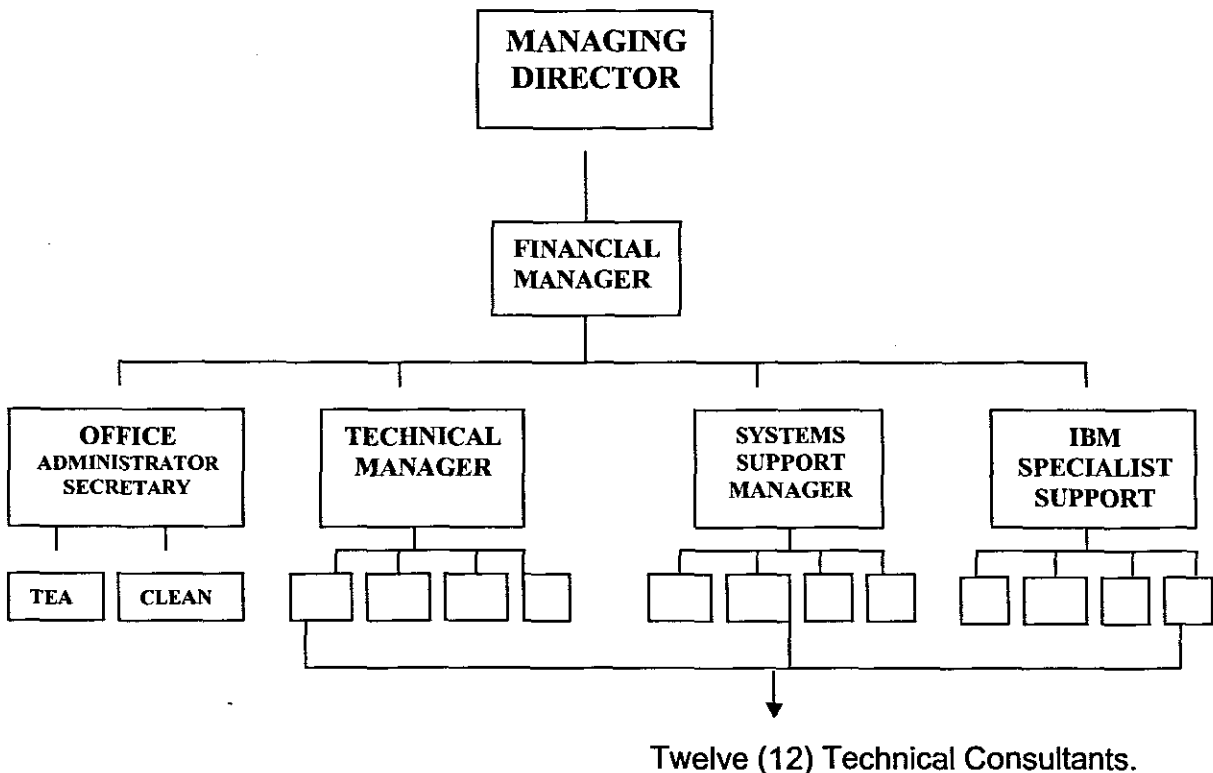 MANAGING
DIRECTOR
FINANCIAL
MANAGER
OFFICE
ADMINISTRATOR
SECRETARY
TECHNICAL
MANAGER
SYSTEMS
SUPPORT
MANAGER
IBM
SPECIALIST
SUPPORT
TEA
CLEAN
Twelve (12) Technical Consultants.